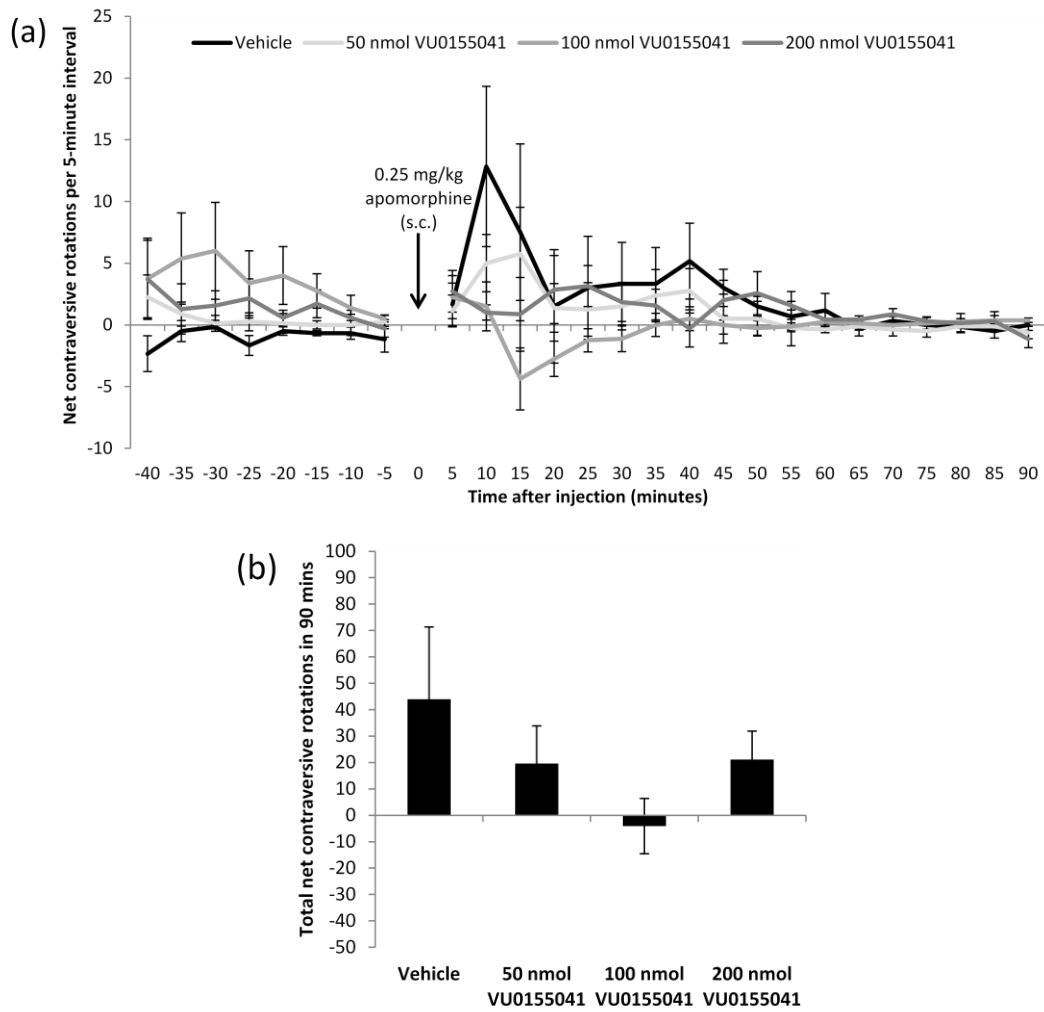 (a)
Vehicle 50 nmol VU0155041 100 nmol VU0155041 200 nmol VU0155041
Net contraversive rotations per 5-minute interval
25
20
15
10
5
0
-5
-10
0.25 mg/kg
apomorphine
(s.c.)
-40 -35 -30 -25 -20 -15 -10 -5 0 5 10 15 20 25 30 35 40 45 50 55 60 65 70 75 80 85 90
Time after injection (minutes)
(b)
Total net contraversive rotations in 90 mins
100
90
80
70
60
50
40
30
20
10
0
-10
-20
-30
-40
-50
Vehicle 50 nmol 100 nmol 200 nmol
VU0155041 VU0155041 VU0155041